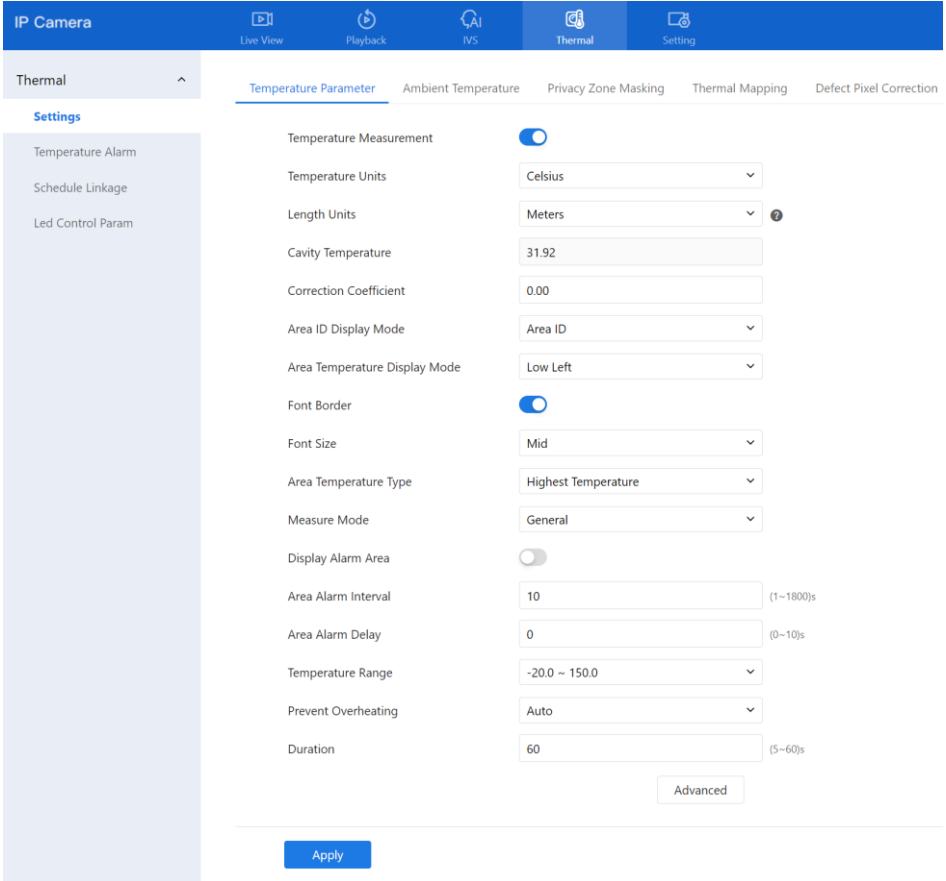 IP Camera
Live View
Playback
AI
IVS
Thermal
Setting
Thermal
Settings
Temperature Alarm
Schedule Linkage
Led Control Param
Temperature Parameter Ambient Temperature Privacy Zone Masking Thermal Mapping Defect Pixel Correction
Temperature Measurement
Temperature Units Celsius
Length Units Meters ?
Cavity Temperature 31.92
Correction Coefficient 0.00
Area ID Display Mode Area ID
Area Temperature Display Mode Low Left
Font Border
Font Size Mid
Area Temperature Type Highest Temperature
Measure Mode General
Display Alarm Area
Area Alarm Interval 10 (1~1800)s
Area Alarm Delay 0 (0~10)s
Temperature Range -20.0 ~ 150.0
Prevent Overheating Auto
Duration 60 (5~60)s
Advanced
Apply